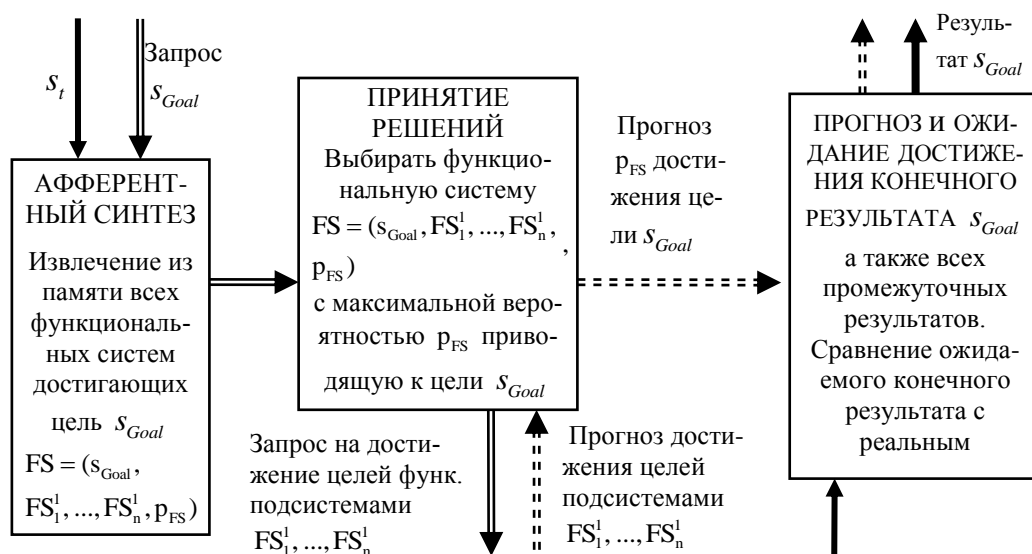 s_t
Запрос
s_Goal
АФФЕРЕНТ-
НЫЙ СИНТЕЗ
Извлечение из
памяти всех
функциональ-
ных систем
достигающих
цель s_Goal
FS = (s_Goal,
FS_1^1, ..., FS_n^1, p_FS)
ПРИНЯТИЕ
РЕШЕНИЙ
Выбирать функцио-
нальную систему
FS = (s_Goal, FS_1^1, ..., FS_n^1,
p_FS) ,
с максимальной веро-
ятностью p_FS приво-
дящую к цели s_Goal
Запрос на дости-
жение целей функ.
подсистемами
FS_1^1, ..., FS_n^1
Прогноз дости-
жения целей
подсистемами
FS_1^1, ..., FS_n^1
Прогноз
p_FS дости-
жения це-
ли s_Goal
Резуль-
тат s_Goal
ПРОГНОЗ И ОЖИ-
ДАНИЕ ДОСТИЖЕ-
НИЯ КОНЕЧНОГО
РЕЗУЛЬТАТА s_Goal
а также всех
промежуточных
результатов.
Сравнение ожида-
емого конечного
результата с
реальным